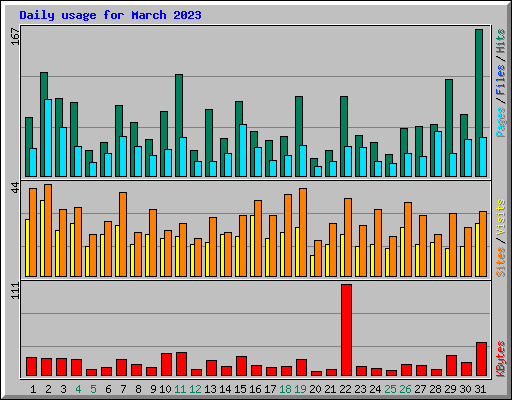 Daily usage for March 2023
167
Pages / Files / Hits
44
Sites / Visits
111
KBytes
1 2 3 4 5 6 7 8 9 10 11 12 13 14 15 16 17 18 19 20 21 22 23 24 25 26 27 28 29 30 31